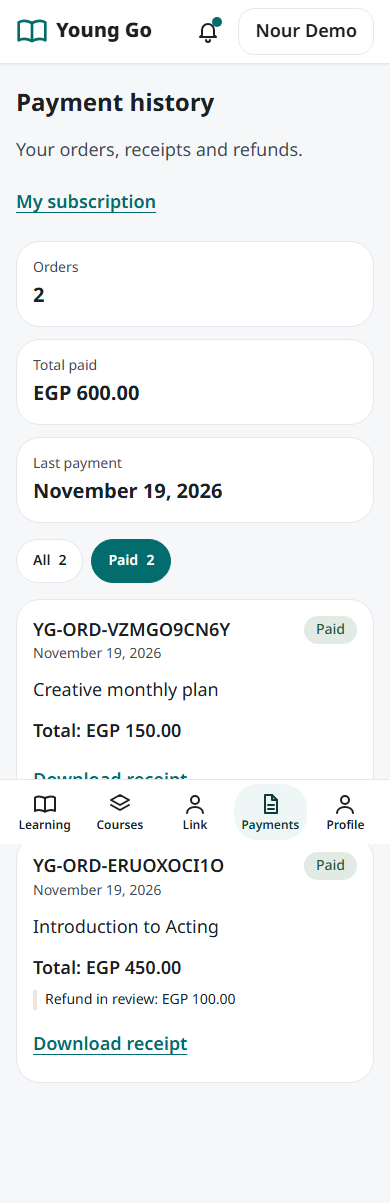 Young Go
Nour Demo
Payment history
Your orders, receipts and refunds.
My subscription
Orders
2
Total paid
EGP 600.00
Last payment
November 19, 2026
All 2
Paid 2
YG-ORD-VZMGO9CN6Y
Paid
November 19, 2026
Creative monthly plan
Total: EGP 150.00
Download receipt
Learning
Courses
Link
Payments
Profile
YG-ORD-ERUOXOCI1O
Paid
November 19, 2026
Introduction to Acting
Total: EGP 450.00
Refund in review: EGP 100.00
Download receipt